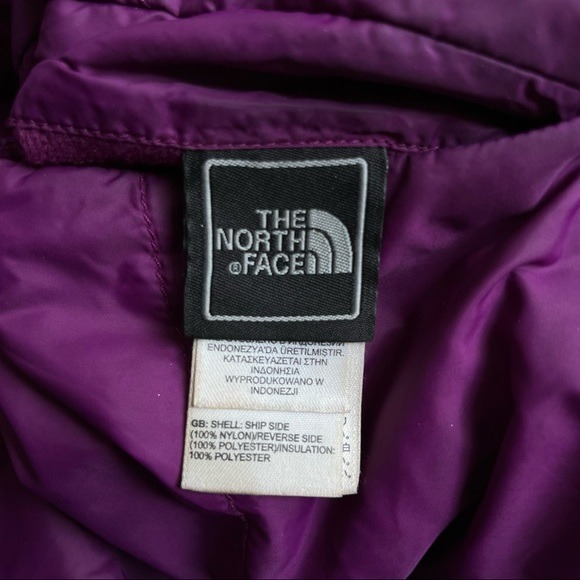 THE
NORTH
®FACE
ENDONEZYA'DA ÜRETILMIŞTIR.
ΚΑΤΑΣΚΕΥΑΖΕΤΑΙ ΣΤΗΝ
ΙΝΔΟΝΗΣΙΑ
WYPRODUKOWANO W
INDONEZJI
GB: SHELL: SHIP SIDE
(100% NYLON)/REVERSE SIDE
(100% POLYESTER)/INSULATION:
100% POLYESTER